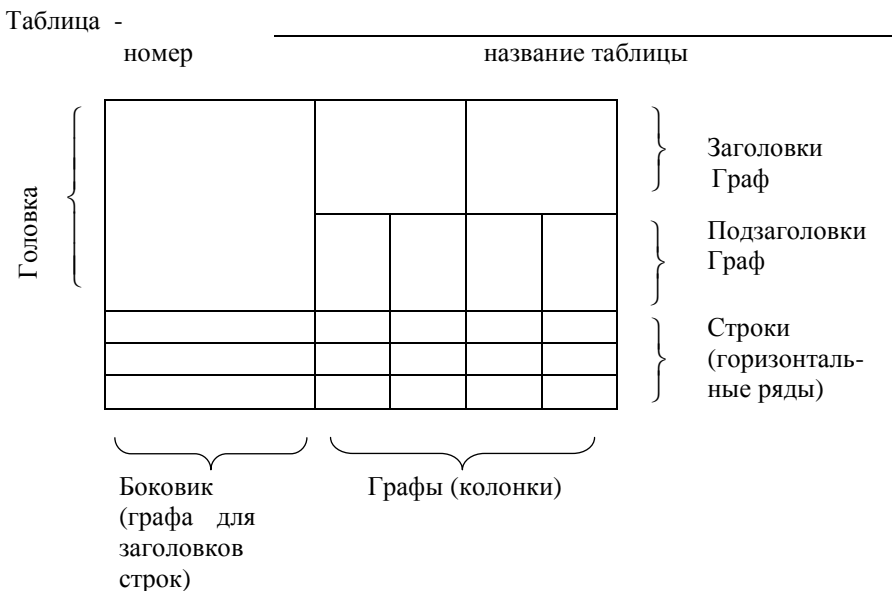 Таблица -
номер название таблицы
Головка
Заголовки
Граф
Подзаголовки
Граф
Строки
(горизонталь-
ные ряды)
Боковик
(графа для
заголовков
строк)
Графы (колонки)